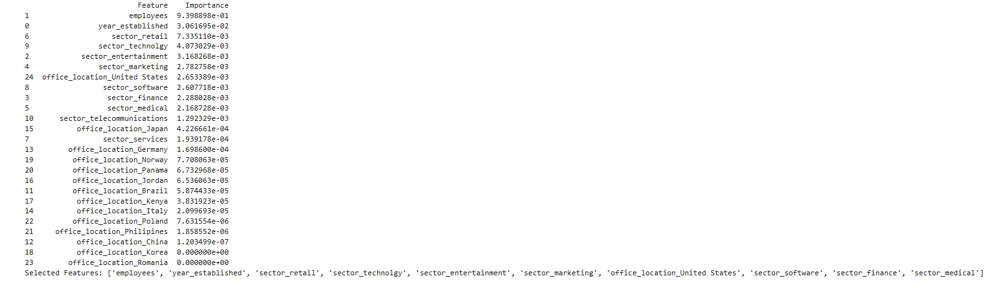 Feature Importance
1 employees 9.398898e-01
0 year_established 3.061695e-02
6 sector_retail 7.335110e-03
9 sector_technolgy 4.073029e-03
2 sector_entertainment 3.168268e-03
4 sector_marketing 2.782758e-03
24 office_location_United States 2.653389e-03
8 sector_software 2.607718e-03
3 sector_finance 2.288028e-03
5 sector_medical 2.168728e-03
10 sector_telecommunications 1.292329e-03
15 office_location_Japan 4.226661e-04
7 sector_services 1.939178e-04
13 office_location_Germany 1.698600e-04
19 office_location_Norway 7.708063e-05
20 office_location_Panama 6.732968e-05
16 office_location_Jordan 6.536063e-05
11 office_location_Brazil 5.874433e-05
17 office_location_Kenya 3.831923e-05
14 office_location_Italy 2.099693e-05
22 office_location_Poland 7.631554e-06
21 office_location_Philipines 1.858552e-06
12 office_location_China 1.203499e-07
18 office_location_Korea 0.000000e+00
23 office_location_Romania 0.000000e+00
Selected Features: ['employees', 'year_established', 'sector_retail', 'sector_technolgy', 'sector_entertainment', 'sector_marketing', 'office_location_United States', 'sector_software', 'sector_finance', 'sector_medical']